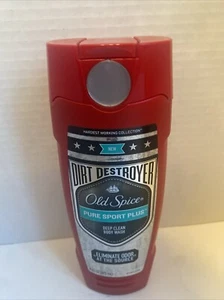 HARDEST WORKING COLLECTION
DIRT DESTROYER
Old Spice
PURE SPORT PLUS
DEEP CLEAN
BODY WASH
ELIMINATE ODOR
AT THE SOURCE